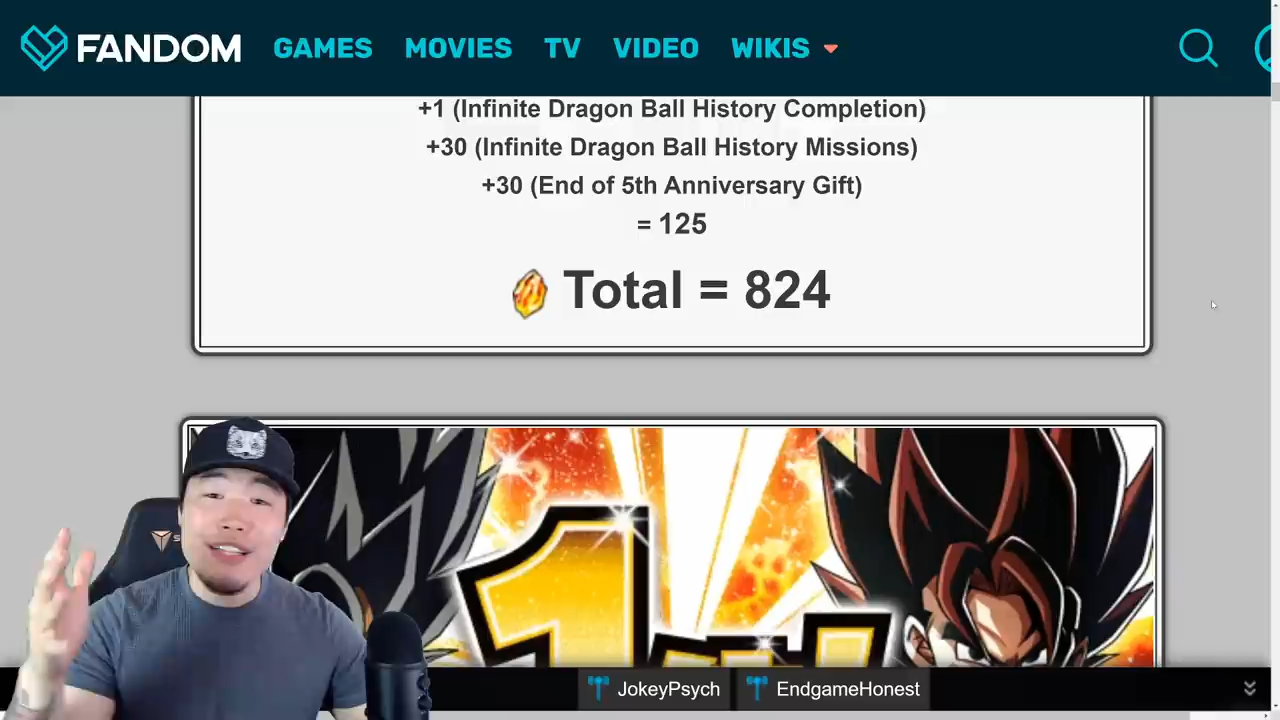 FANDOM GAMES MOVIES TV VIDEO WIKIS
+1 (Infinite Dragon Ball History Completion)
+30 (Infinite Dragon Ball History Missions)
+30 (End of 5th Anniversary Gift)
= 125
Total = 824
JokeyPsych EndgameHonest